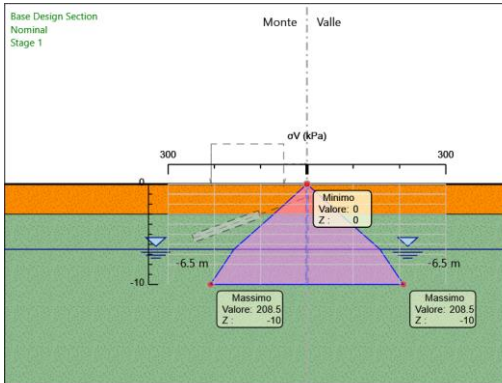 Base Design Section
Nominal
Stage 1
Monte Valle
σV (kPa)
300 300
0
Minimo
Valore: 0
Z : 0
-6.5 m -6.5 m
-10
Massimo
Valore: 208.5
Z : -10
Massimo
Valore: 208.5
Z : -10